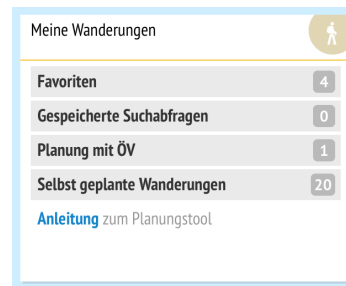 Meine Wanderungen
Favoriten 4
Gespeicherte Suchabfragen 0
Planung mit ÖV 1
Selbst geplante Wanderungen 20
Anleitung zum Planungstool